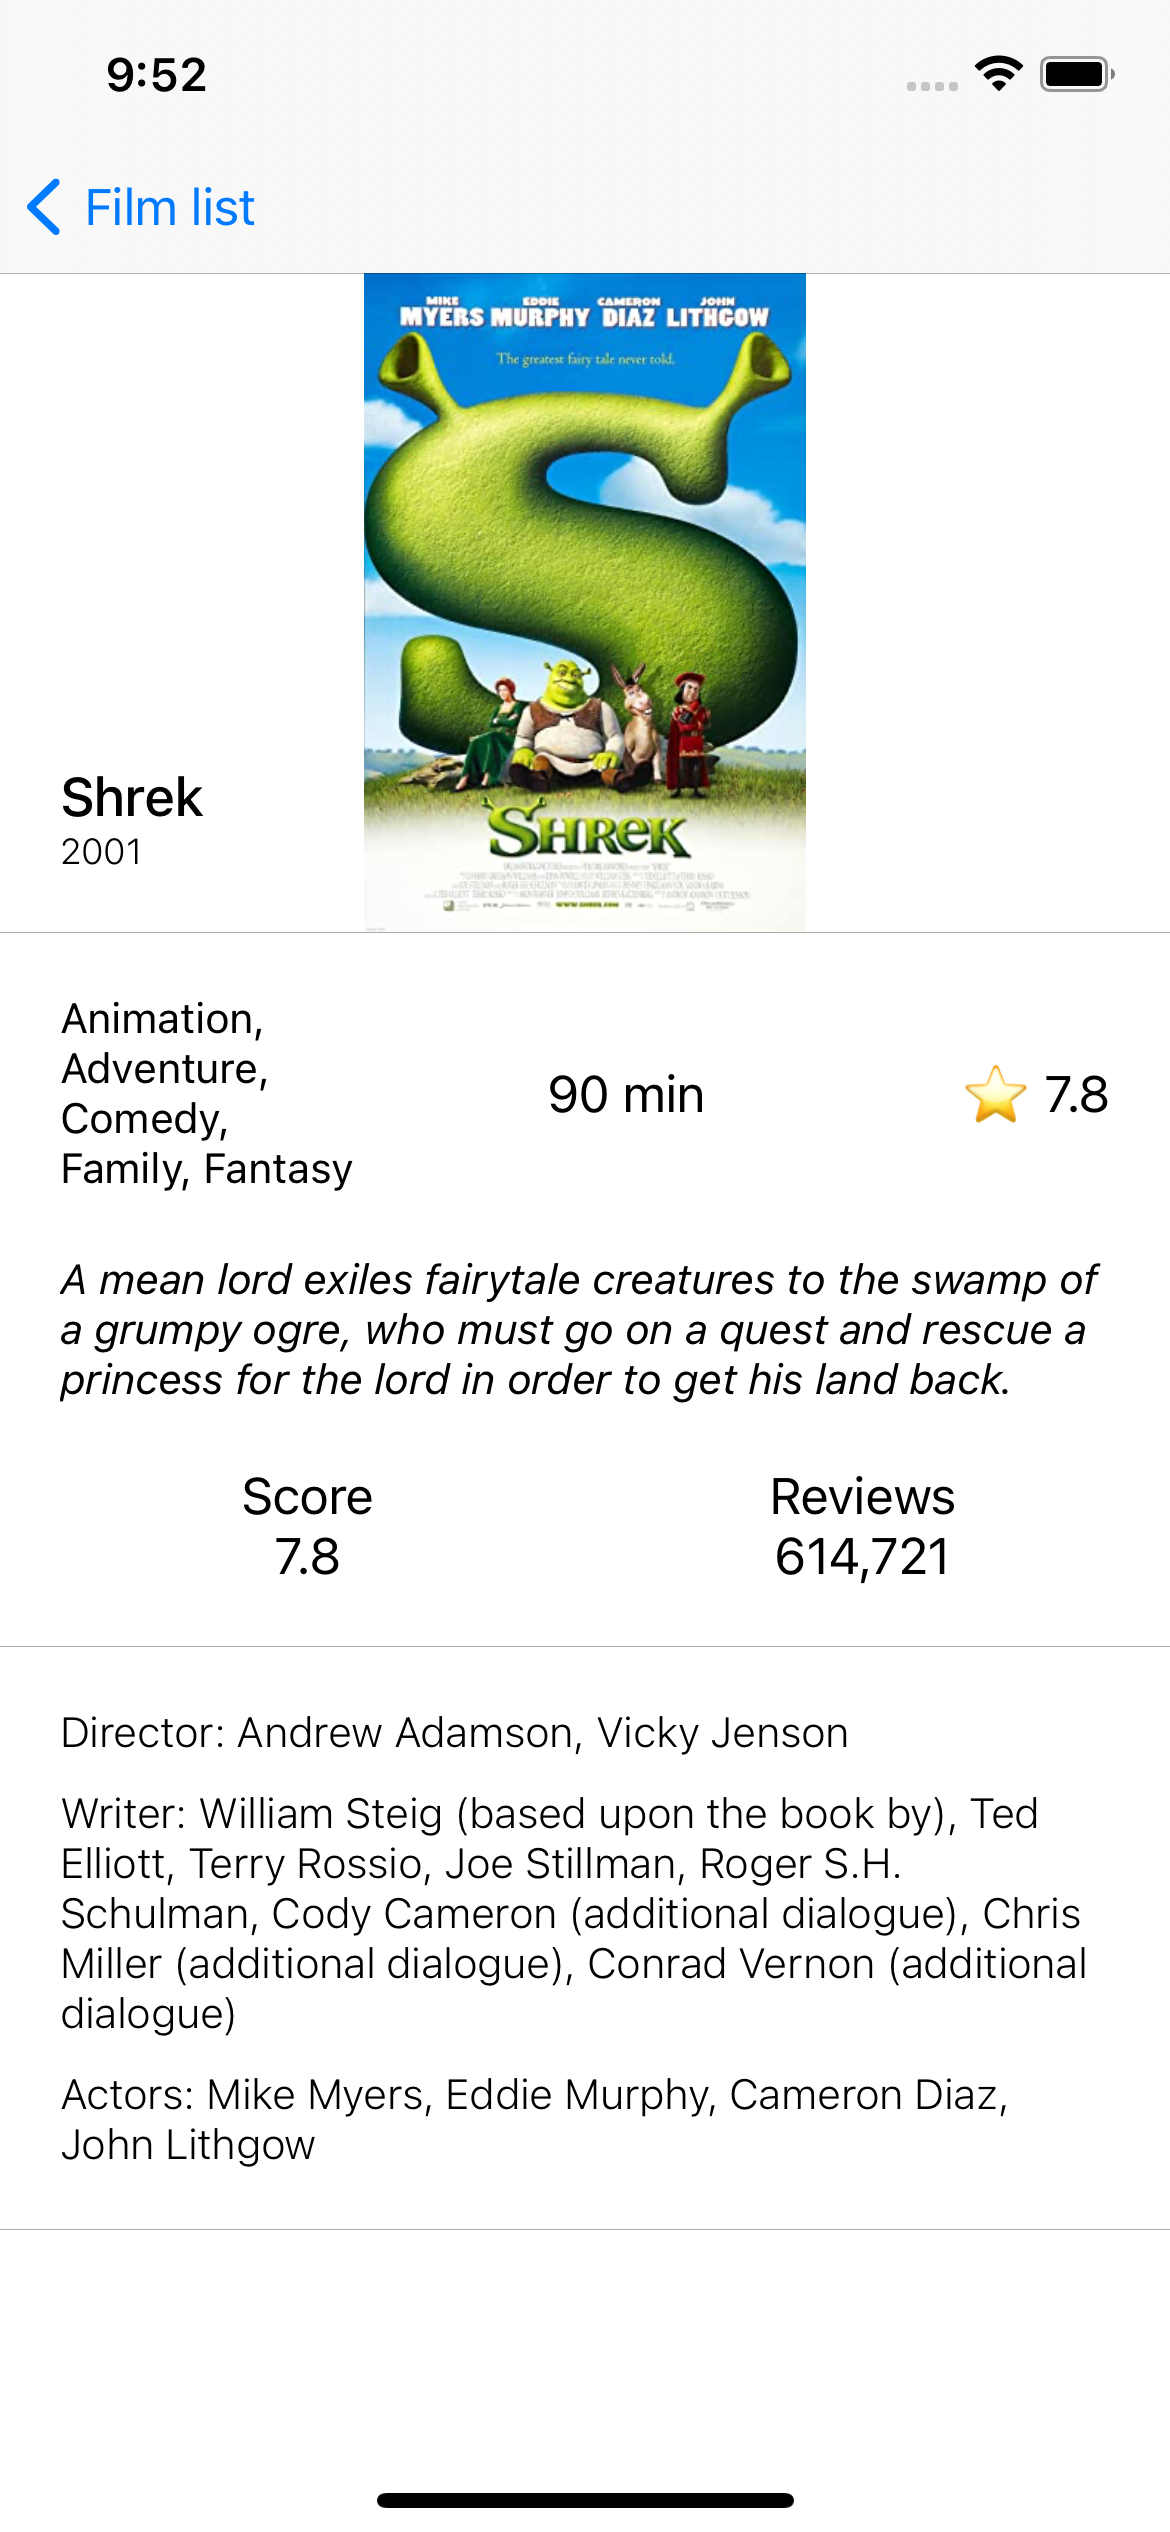 9:52
Film list
MIKE EDDIE CAMERON JOHN
MYERS MURPHY DIAZ LITHGOW
The greatest fairy tale never told.
SHREK
WWW.SHREK.COM
Shrek
2001
Animation,
Adventure,
Comedy,
Family, Fantasy
90 min
7.8
A mean lord exiles fairytale creatures to the swamp of
a grumpy ogre, who must go on a quest and rescue a
princess for the lord in order to get his land back.
Score
7.8
Reviews
614,721
Director: Andrew Adamson, Vicky Jenson
Writer: William Steig (based upon the book by), Ted
Elliott, Terry Rossio, Joe Stillman, Roger S.H.
Schulman, Cody Cameron (additional dialogue), Chris
Miller (additional dialogue), Conrad Vernon (additional
dialogue)
Actors: Mike Myers, Eddie Murphy, Cameron Diaz,
John Lithgow